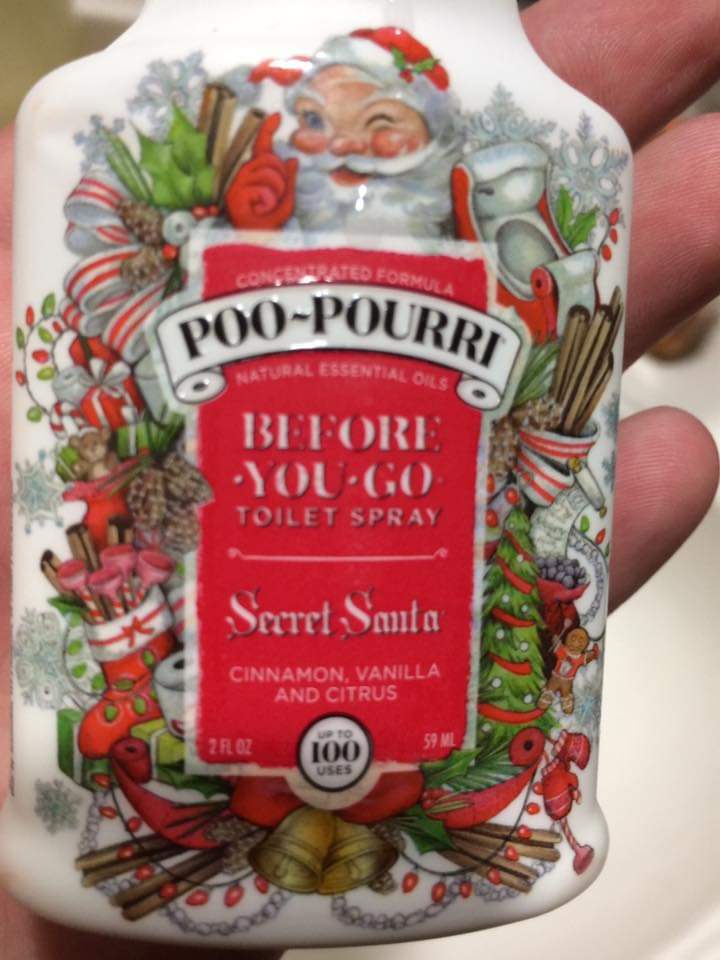 CONCENTRATED FORMULA
POO~POURRI
NATURAL ESSENTIAL OILS
BEFORE
·YOU·GO·
TOILET SPRAY
Secret Santa
CINNAMON, VANILLA
AND CITRUS
2 FL OZ
UP TO
100
USES
59 ML